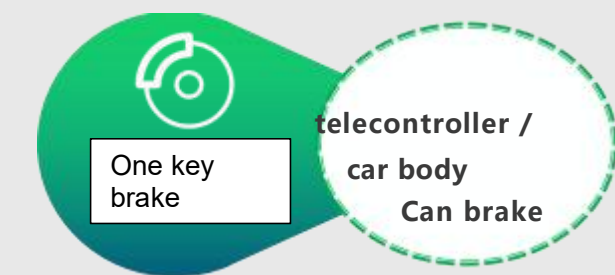 One key
brake
telecontroller /
car body
Can brake